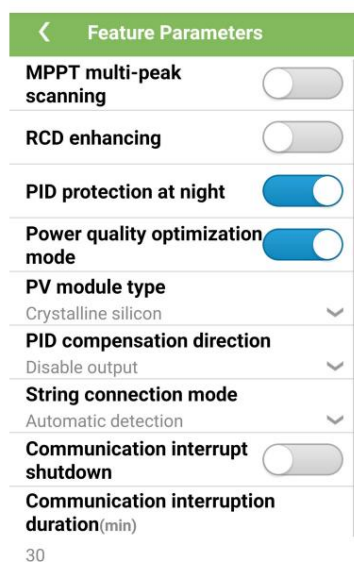 Feature Parameters
MPPT multi-peak
scanning
RCD enhancing
PID protection at night
Power quality optimization
mode
PV module type
Crystalline silicon
PID compensation direction
Disable output
String connection mode
Automatic detection
Communication interrupt
shutdown
Communication interruption
duration(min)
30